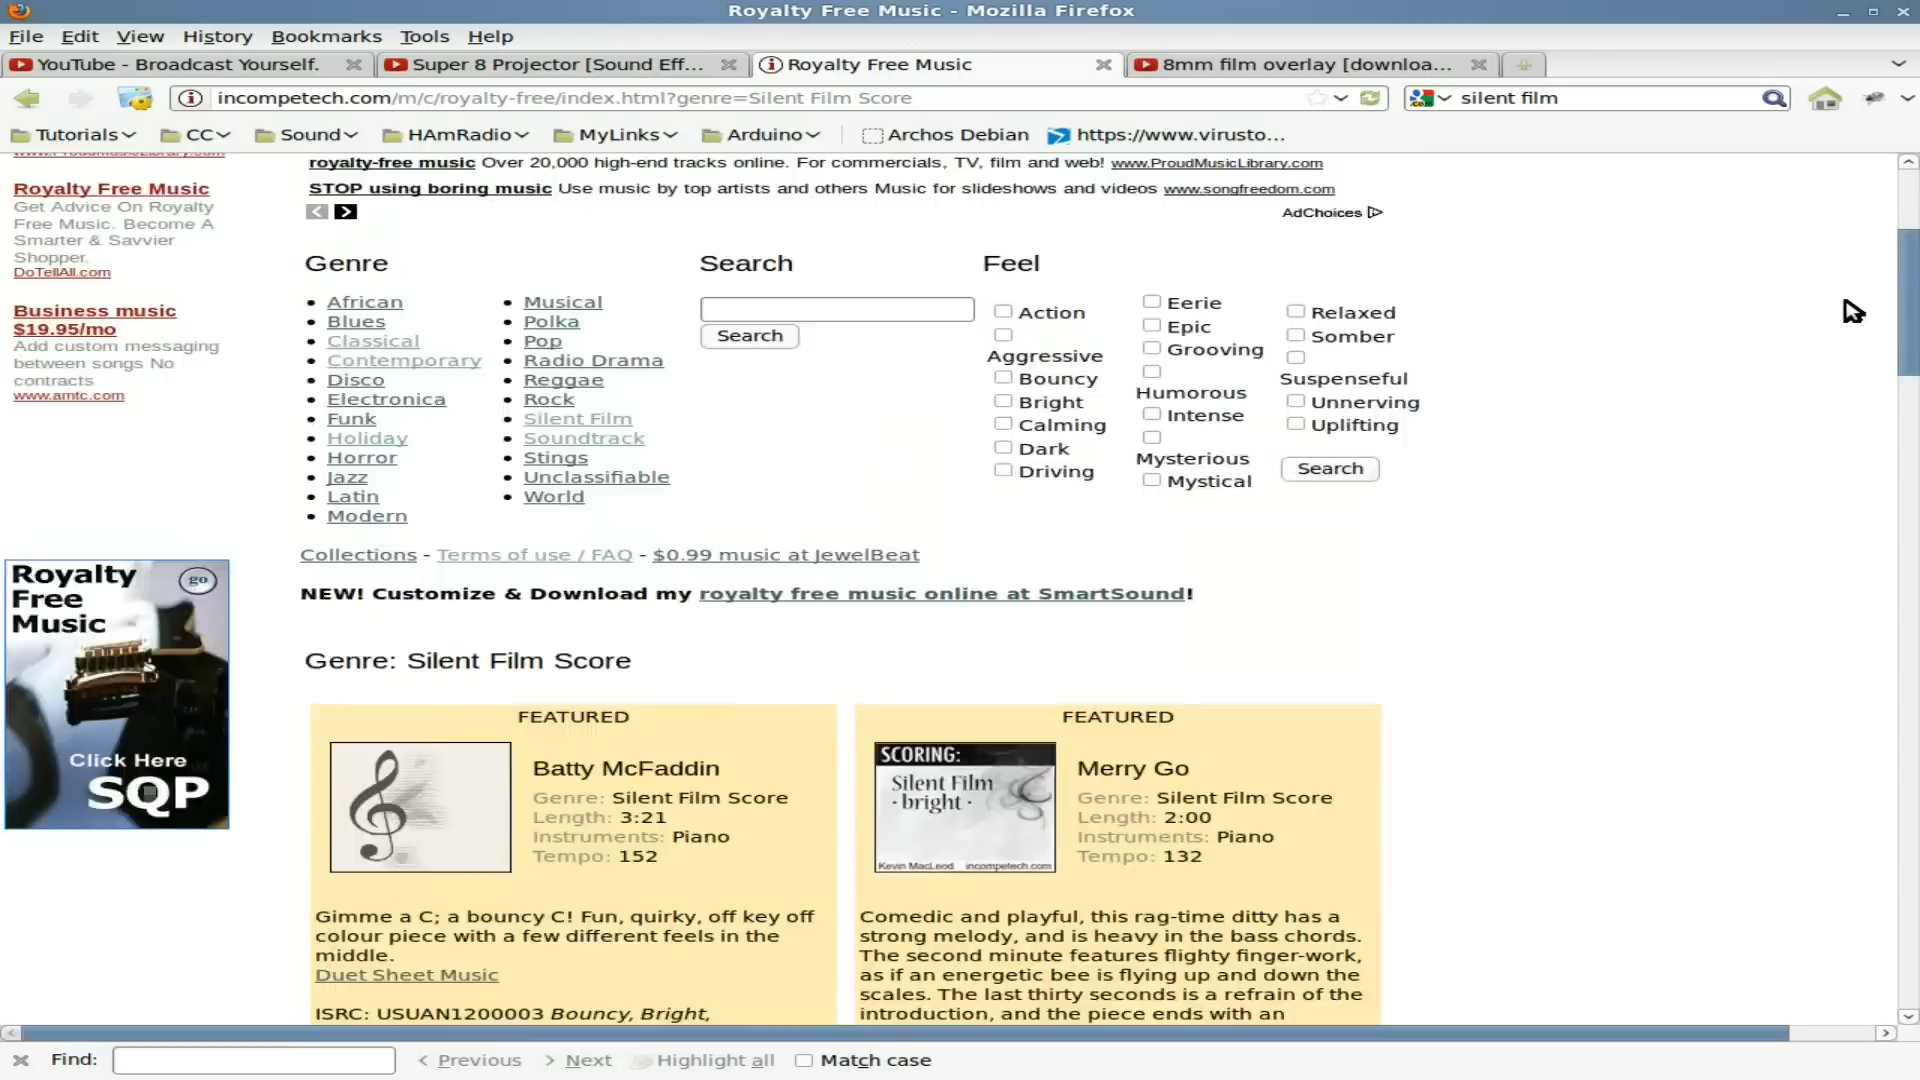 Royalty Free Music - Mozilla Firefox
File Edit View History Bookmarks Tools Help
YouTube - Broadcast Yourself. Super 8 Projector [Sound Eff... Royalty Free Music 8mm film overlay [downloa...
incompetech.com/m/c/royalty-free/index.html?genre=Silent Film Score silent film
Tutorials CC Sound HAmRadio MyLinks Arduino Archos Debian https://www.virusto...
www.ProudMusicLibrary.com
Royalty Free Music
Get Advice On Royalty
Free Music. Become A
Smarter & Savvier
Shopper.
DoTellAll.com
Business music
$19.95/mo
Add custom messaging
between songs No
contracts
www.amtc.com
Royalty
Free
Music
go
Click Here
SQP
royalty-free music Over 20,000 high-end tracks online. For commercials, TV, film and web! www.ProudMusicLibrary.com
STOP using boring music Use music by top artists and others Music for slideshows and videos www.songfreedom.com
< >
AdChoices
Genre
African
Blues
Classical
Contemporary
Disco
Electronica
Funk
Holiday
Horror
Jazz
Latin
Modern
Musical
Polka
Pop
Radio Drama
Reggae
Rock
Silent Film
Soundtrack
Stings
Unclassifiable
World
Search
Search
Feel
Action
Aggressive
Bouncy
Bright
Calming
Dark
Driving
Eerie
Epic
Grooving
Humorous
Intense
Mysterious
Mystical
Relaxed
Somber
Suspenseful
Unnerving
Uplifting
Search
Collections - Terms of use / FAQ - $0.99 music at JewelBeat
NEW! Customize & Download my royalty free music online at SmartSound!
Genre: Silent Film Score
FEATURED
Batty McFaddin
Genre: Silent Film Score
Length: 3:21
Instruments: Piano
Tempo: 152
Gimme a C; a bouncy C! Fun, quirky, off key off
colour piece with a few different feels in the
middle.
Duet Sheet Music
ISRC: USUAN1200003 Bouncy, Bright,
FEATURED
SCORING:
Silent Film
· bright ·
Kevin MacLeod incompetech.com
Merry Go
Genre: Silent Film Score
Length: 2:00
Instruments: Piano
Tempo: 132
Comedic and playful, this rag-time ditty has a
strong melody, and is heavy in the bass chords.
The second minute features flighty finger-work,
as if an energetic bee is flying up and down the
scales. The last thirty seconds is a refrain of the
introduction, and the piece ends with an
Find: < Previous > Next Highlight all Match case